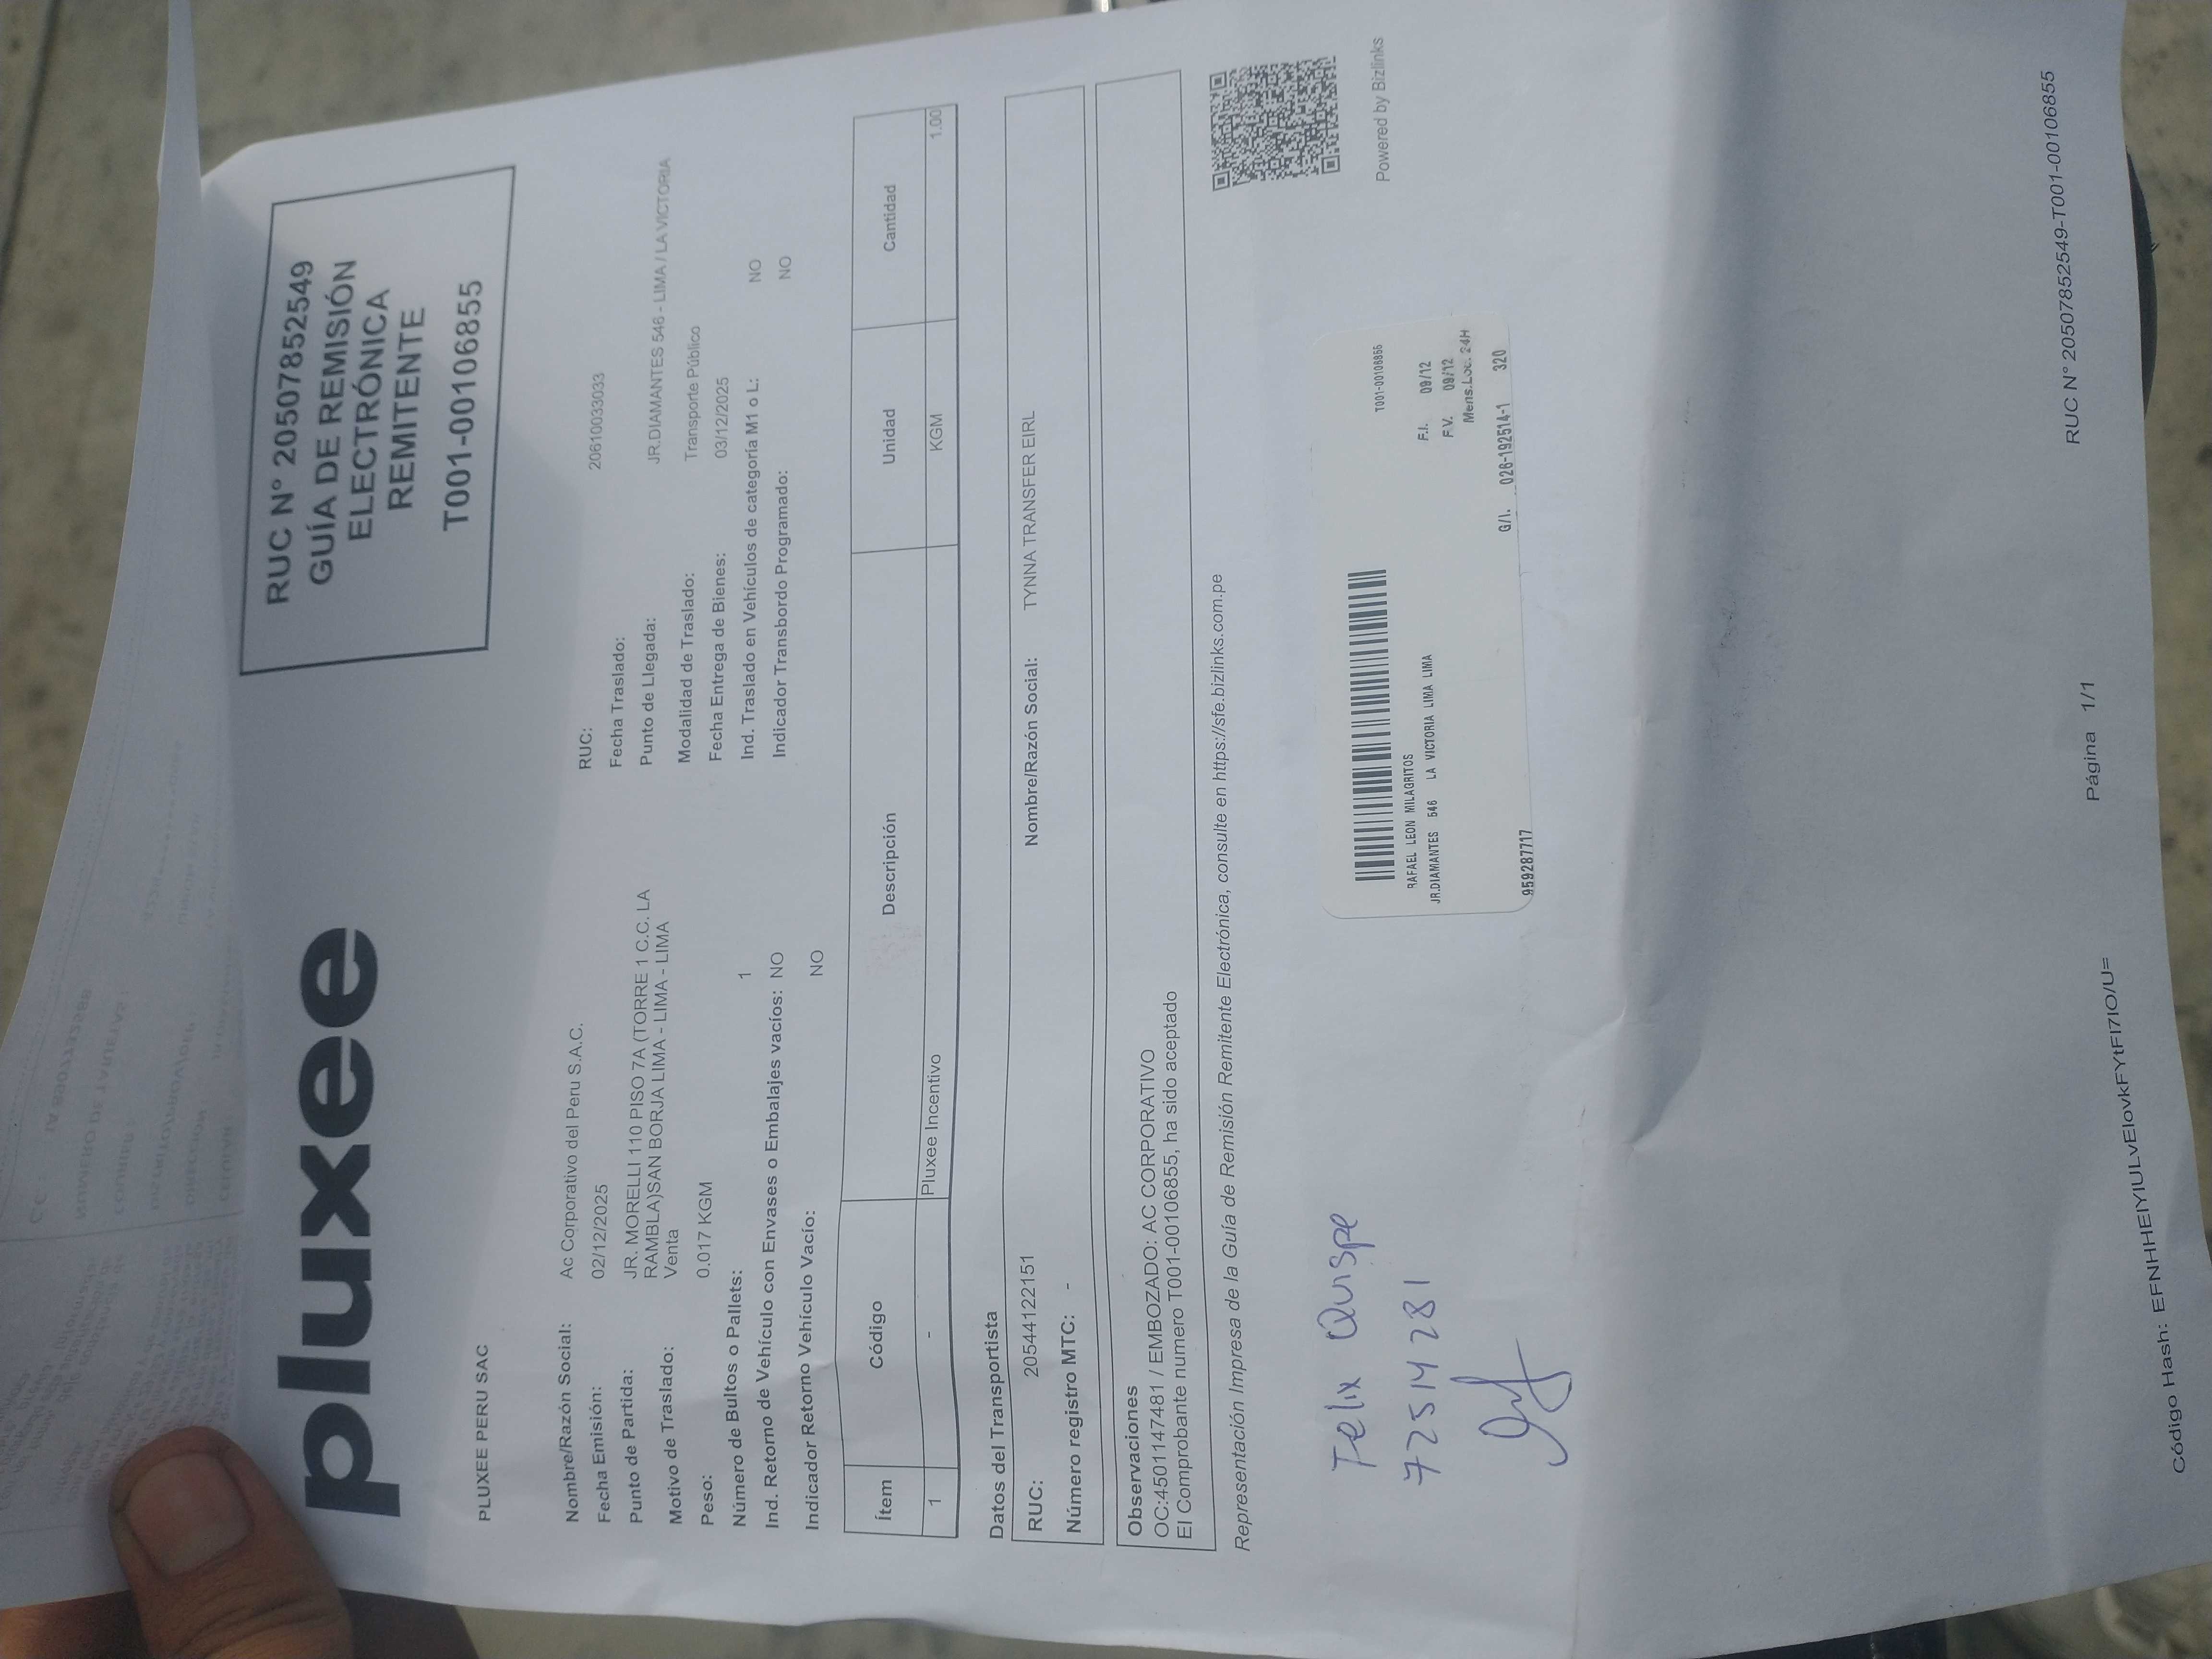 pluxee
RUC N° 20507852549
GUÍA DE REMISIÓN
ELECTRÓNICA
REMITENTE
T001-00106855
PLUXEE PERU SAC
Nombre/Razón Social: Ac Corporativo del Peru S.A.C. RUC: 20610033033
Fecha Emisión: 02/12/2025 Fecha Traslado:
Punto de Partida: JR. MORELLI 110 PISO 7A (TORRE 1 C.C. LA RAMBLA)SAN BORJA LIMA - LIMA - LIMA Punto de Llegada: JR.DIAMANTES 546 - LIMA / LA VICTORIA
Motivo de Traslado: Venta Modalidad de Traslado: Transporte Público
Peso: 0.017 KGM Fecha Entrega de Bienes: 03/12/2025
Número de Bultos o Pallets: 1 Ind. Traslado en Vehículos de categoría M1 o L: NO
Ind. Retorno de Vehículo con Envases o Embalajes vacíos: NO Indicador Transbordo Programado: NO
Indicador Retorno Vehículo Vacío: NO
Ítem Código Descripción Unidad Cantidad
1 - Pluxee Incentivo KGM 1.00
Datos del Transportista
RUC: 20544122151 Nombre/Razón Social: TYNNA TRANSFER EIRL
Número registro MTC: -
Observaciones
OC:4501147481 / EMBOZADO: AC CORPORATIVO
El Comprobante numero T001-00106855, ha sido aceptado
Representación Impresa de la Guía de Remisión Remitente Electrónica, consulte en https://sfe.bizlinks.com.pe
Powered by Bizlinks
Felix Quispe
72514281
T001-00106855
RAFAEL LEON MILAGRITOS
JR.DIAMANTES 546 LA VICTORIA LIMA LIMA
F.I. 09/12
F.V. 09/12
Mens.Loc. 24H
G/I. 026-192514-1 320
959287717
RUC N° 20507852549-T001-00106855
Página 1/1
Código Hash: EFNHHEIYIULvElovkFYtFI7IO/U=